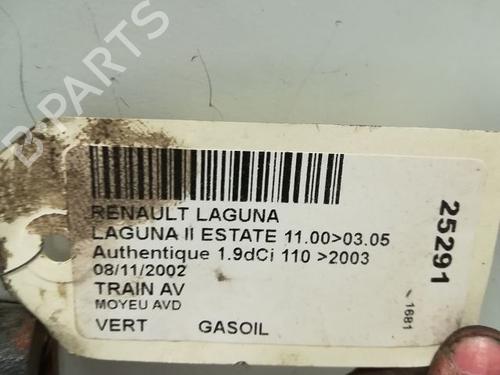 B-PARTS
RENAULT LAGUNA
LAGUNA II ESTATE 11.00>03.05
Authentique 1.9dCi 110 >2003
08/11/2002
TRAIN AV
MOYEU AVD
VERT GASOIL
25291
1681